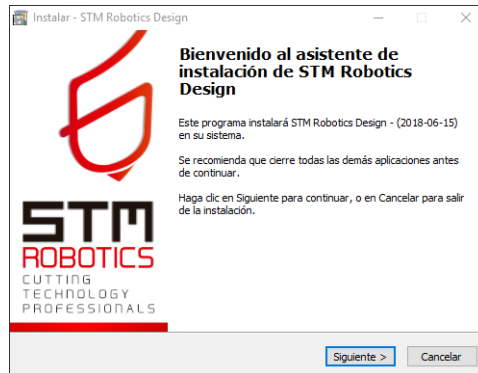 Instalar - STM Robotics Design
Bienvenido al asistente de
instalación de STM Robotics
Design
Este programa instalará STM Robotics Design - (2018-06-15)
en su sistema.
Se recomienda que cierre todas las demás aplicaciones antes
de continuar.
Haga clic en Siguiente para continuar, o en Cancelar para salir
de la instalación.
STM
ROBOTICS
CUTTING
TECHNOLOGY
PROFESSIONALS
Siguiente >
Cancelar